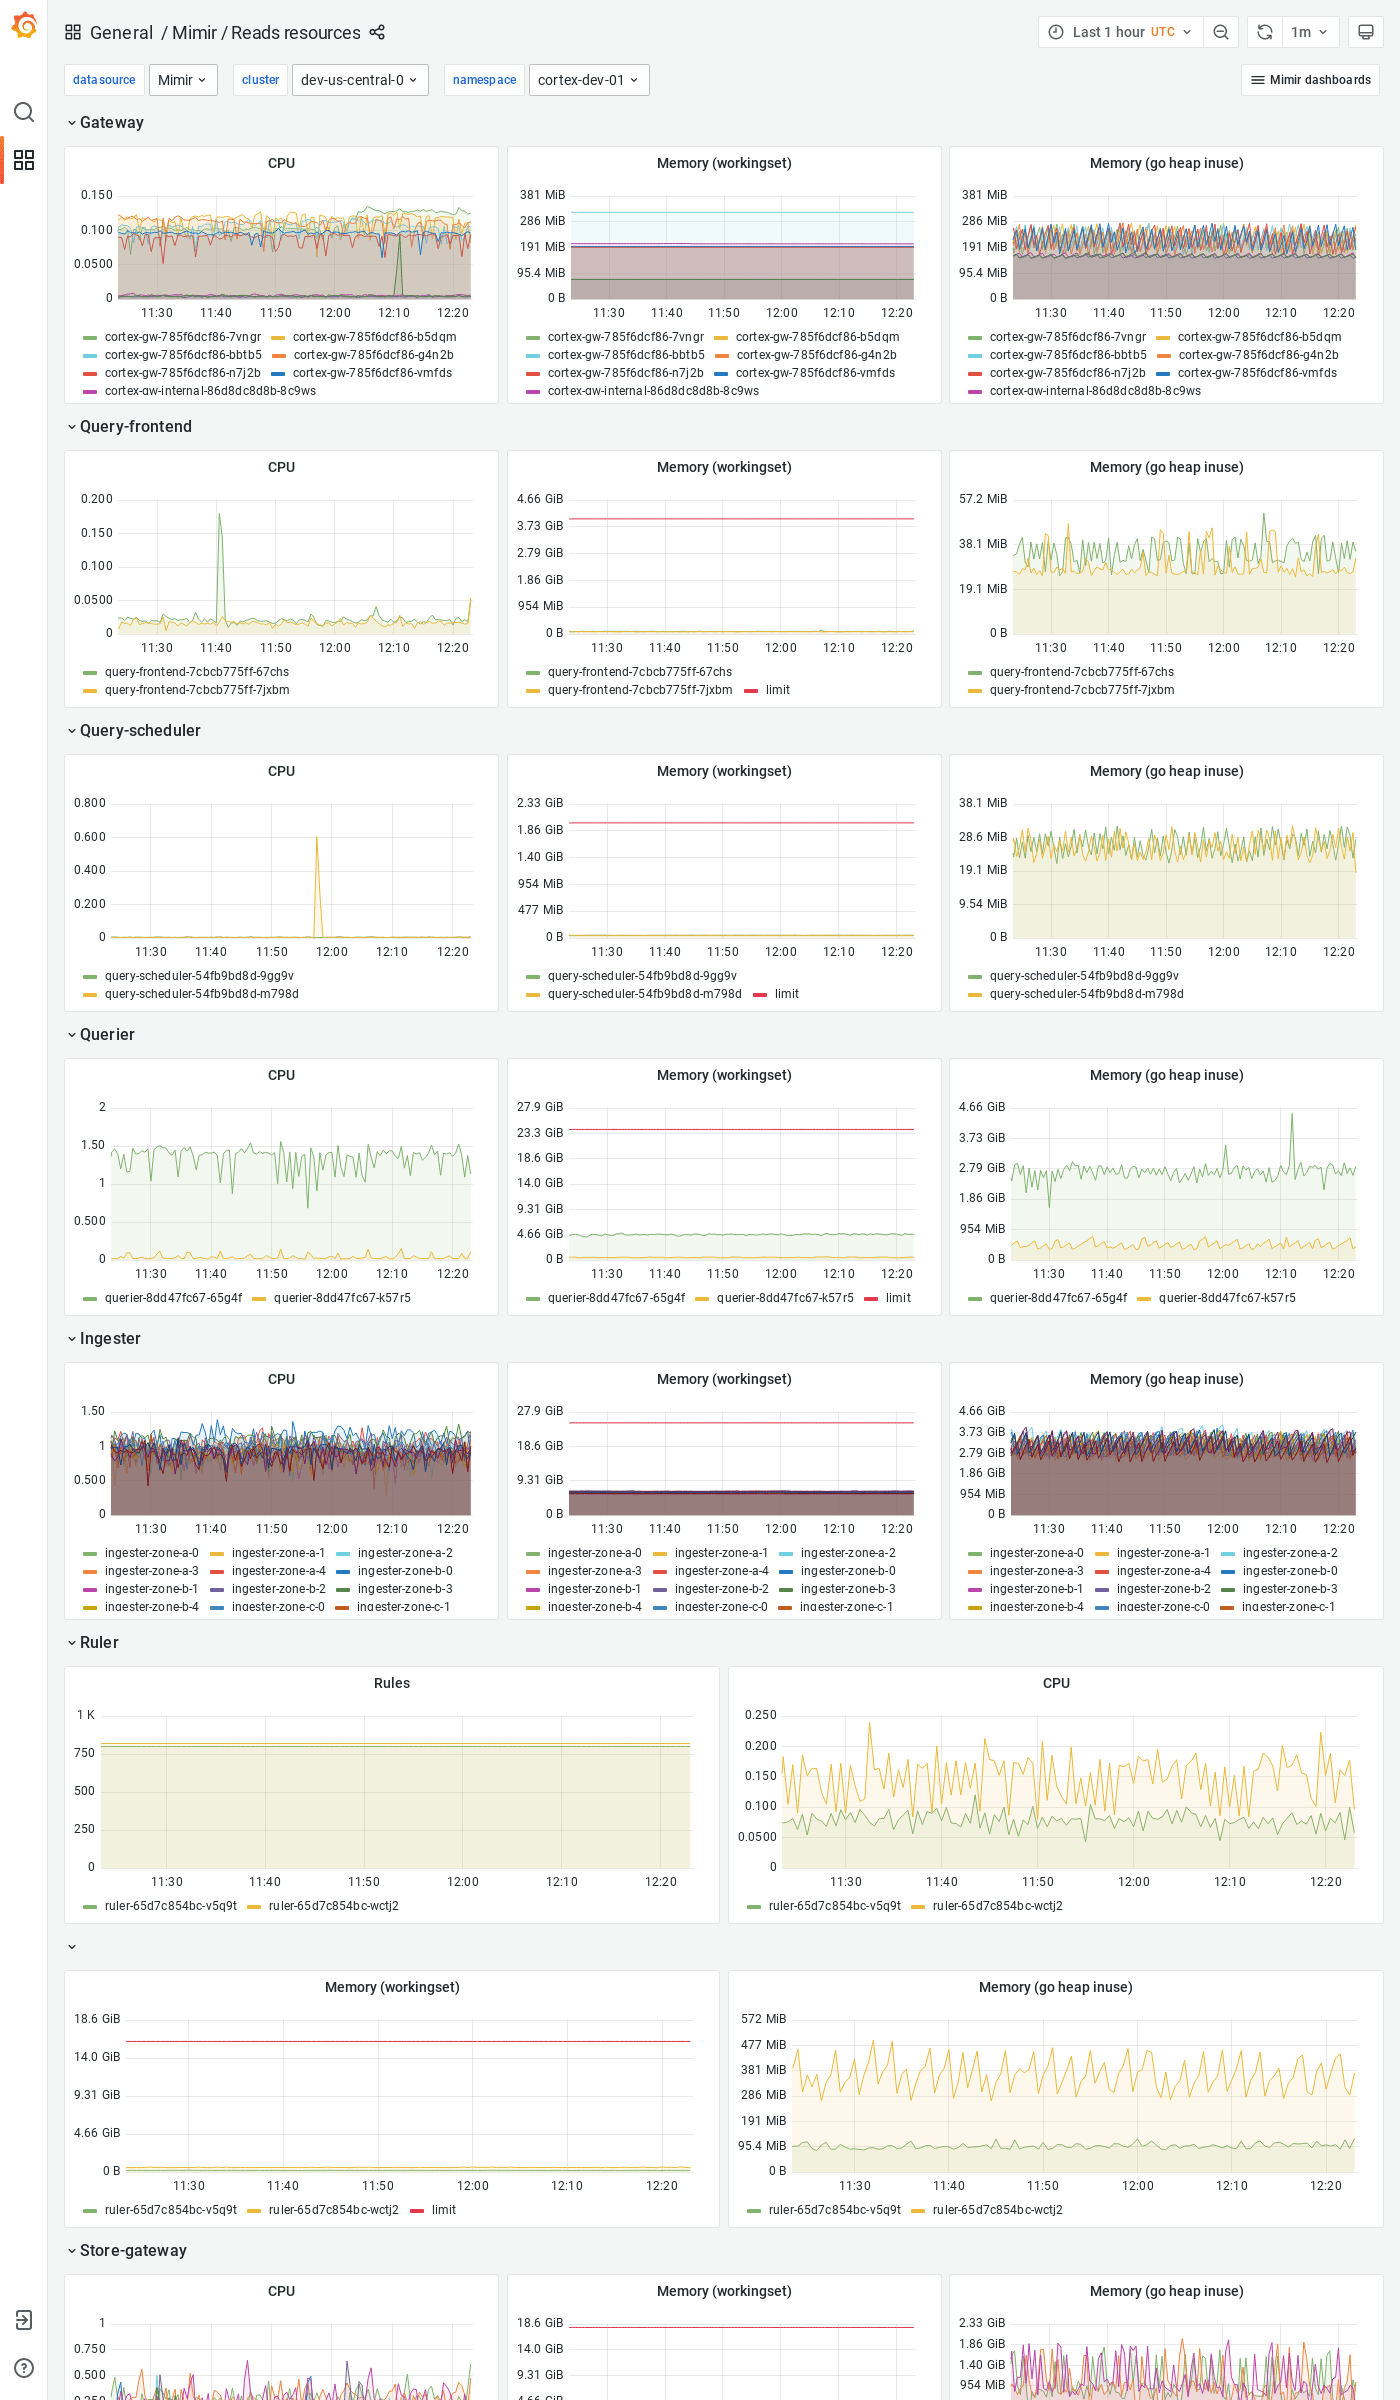 General / Mimir / Reads resources
Last 1 hour UTC
1m
datasource Mimir
cluster dev-us-central-0
namespace cortex-dev-01
Mimir dashboards
Gateway
CPU
0.150
0.100
0.0500
0
11:30 11:40 11:50 12:00 12:10 12:20
cortex-gw-785f6dcf86-7vngr cortex-gw-785f6dcf86-b5dqm
cortex-gw-785f6dcf86-bbtb5 cortex-gw-785f6dcf86-g4n2b
cortex-gw-785f6dcf86-n7j2b cortex-gw-785f6dcf86-vmfds
cortex-gw-internal-86d8dc8d8b-8c9ws
Memory (workingset)
381 MiB
286 MiB
191 MiB
95.4 MiB
0 B
11:30 11:40 11:50 12:00 12:10 12:20
cortex-gw-785f6dcf86-7vngr cortex-gw-785f6dcf86-b5dqm
cortex-gw-785f6dcf86-bbtb5 cortex-gw-785f6dcf86-g4n2b
cortex-gw-785f6dcf86-n7j2b cortex-gw-785f6dcf86-vmfds
cortex-gw-internal-86d8dc8d8b-8c9ws
Memory (go heap inuse)
381 MiB
286 MiB
191 MiB
95.4 MiB
0 B
11:30 11:40 11:50 12:00 12:10 12:20
cortex-gw-785f6dcf86-7vngr cortex-gw-785f6dcf86-b5dqm
cortex-gw-785f6dcf86-bbtb5 cortex-gw-785f6dcf86-g4n2b
cortex-gw-785f6dcf86-n7j2b cortex-gw-785f6dcf86-vmfds
cortex-gw-internal-86d8dc8d8b-8c9ws
Query-frontend
CPU
0.200
0.150
0.100
0.0500
0
11:30 11:40 11:50 12:00 12:10 12:20
query-frontend-7cbcb775ff-67chs
query-frontend-7cbcb775ff-7jxbm
Memory (workingset)
4.66 GiB
3.73 GiB
2.79 GiB
1.86 GiB
954 MiB
0 B
11:30 11:40 11:50 12:00 12:10 12:20
query-frontend-7cbcb775ff-67chs
query-frontend-7cbcb775ff-7jxbm limit
Memory (go heap inuse)
57.2 MiB
38.1 MiB
19.1 MiB
0 B
11:30 11:40 11:50 12:00 12:10 12:20
query-frontend-7cbcb775ff-67chs
query-frontend-7cbcb775ff-7jxbm
Query-scheduler
CPU
0.800
0.600
0.400
0.200
0
11:30 11:40 11:50 12:00 12:10 12:20
query-scheduler-54fb9bd8d-9gg9v
query-scheduler-54fb9bd8d-m798d
Memory (workingset)
2.33 GiB
1.86 GiB
1.40 GiB
954 MiB
477 MiB
0 B
11:30 11:40 11:50 12:00 12:10 12:20
query-scheduler-54fb9bd8d-9gg9v
query-scheduler-54fb9bd8d-m798d limit
Memory (go heap inuse)
38.1 MiB
28.6 MiB
19.1 MiB
9.54 MiB
0 B
11:30 11:40 11:50 12:00 12:10 12:20
query-scheduler-54fb9bd8d-9gg9v
query-scheduler-54fb9bd8d-m798d
Querier
CPU
2
1.50
1
0.500
0
11:30 11:40 11:50 12:00 12:10 12:20
querier-8dd47fc67-65g4f querier-8dd47fc67-k57r5
Memory (workingset)
27.9 GiB
23.3 GiB
18.6 GiB
14.0 GiB
9.31 GiB
4.66 GiB
0 B
11:30 11:40 11:50 12:00 12:10 12:20
querier-8dd47fc67-65g4f querier-8dd47fc67-k57r5 limit
Memory (go heap inuse)
4.66 GiB
3.73 GiB
2.79 GiB
1.86 GiB
954 MiB
0 B
11:30 11:40 11:50 12:00 12:10 12:20
querier-8dd47fc67-65g4f querier-8dd47fc67-k57r5
Ingester
CPU
1.50
1
0.500
0
11:30 11:40 11:50 12:00 12:10 12:20
ingester-zone-a-0 ingester-zone-a-1 ingester-zone-a-2
ingester-zone-a-3 ingester-zone-a-4 ingester-zone-b-0
ingester-zone-b-1 ingester-zone-b-2 ingester-zone-b-3
ingester-zone-b-4 ingester-zone-c-0 ingester-zone-c-1
Memory (workingset)
27.9 GiB
18.6 GiB
9.31 GiB
0 B
11:30 11:40 11:50 12:00 12:10 12:20
ingester-zone-a-0 ingester-zone-a-1 ingester-zone-a-2
ingester-zone-a-3 ingester-zone-a-4 ingester-zone-b-0
ingester-zone-b-1 ingester-zone-b-2 ingester-zone-b-3
ingester-zone-b-4 ingester-zone-c-0 ingester-zone-c-1
Memory (go heap inuse)
4.66 GiB
3.73 GiB
2.79 GiB
1.86 GiB
954 MiB
0 B
11:30 11:40 11:50 12:00 12:10 12:20
ingester-zone-a-0 ingester-zone-a-1 ingester-zone-a-2
ingester-zone-a-3 ingester-zone-a-4 ingester-zone-b-0
ingester-zone-b-1 ingester-zone-b-2 ingester-zone-b-3
ingester-zone-b-4 ingester-zone-c-0 ingester-zone-c-1
Ruler
Rules
1 K
750
500
250
0
11:30 11:40 11:50 12:00 12:10 12:20
ruler-65d7c854bc-v5q9t ruler-65d7c854bc-wctj2
CPU
0.250
0.200
0.150
0.100
0.0500
0
11:30 11:40 11:50 12:00 12:10 12:20
ruler-65d7c854bc-v5q9t ruler-65d7c854bc-wctj2
Memory (workingset)
18.6 GiB
14.0 GiB
9.31 GiB
4.66 GiB
0 B
11:30 11:40 11:50 12:00 12:10 12:20
ruler-65d7c854bc-v5q9t ruler-65d7c854bc-wctj2 limit
Memory (go heap inuse)
572 MiB
477 MiB
381 MiB
286 MiB
191 MiB
95.4 MiB
0 B
11:30 11:40 11:50 12:00 12:10 12:20
ruler-65d7c854bc-v5q9t ruler-65d7c854bc-wctj2
Store-gateway
CPU
1
0.750
0.500
0.250
Memory (workingset)
18.6 GiB
14.0 GiB
9.31 GiB
4.66 GiB
Memory (go heap inuse)
2.33 GiB
1.86 GiB
1.40 GiB
954 MiB